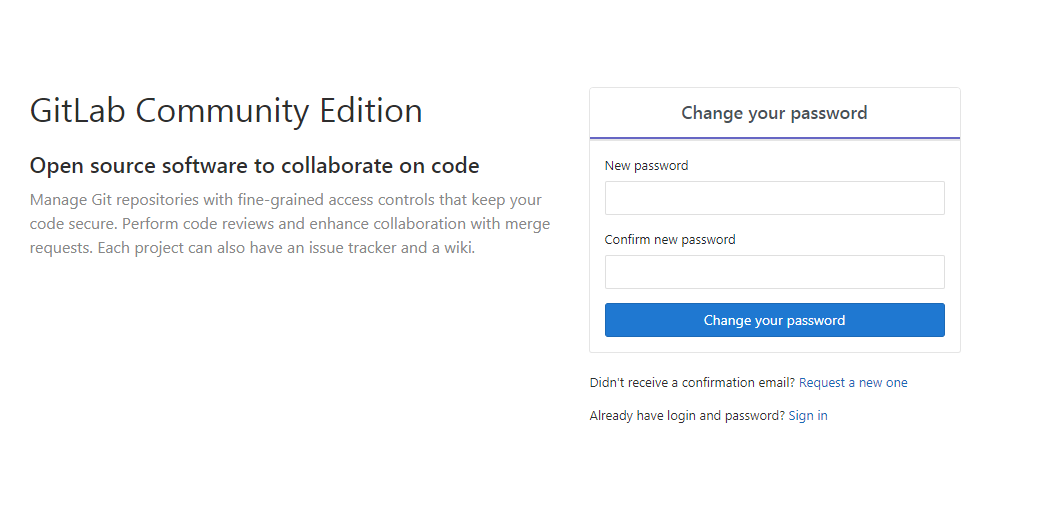 GitLab Community Edition
Open source software to collaborate on code
Manage Git repositories with fine-grained access controls that keep your
code secure. Perform code reviews and enhance collaboration with merge
requests. Each project can also have an issue tracker and a wiki.
Change your password
New password
Confirm new password
Change your password
Didn't receive a confirmation email? Request a new one
Already have login and password? Sign in